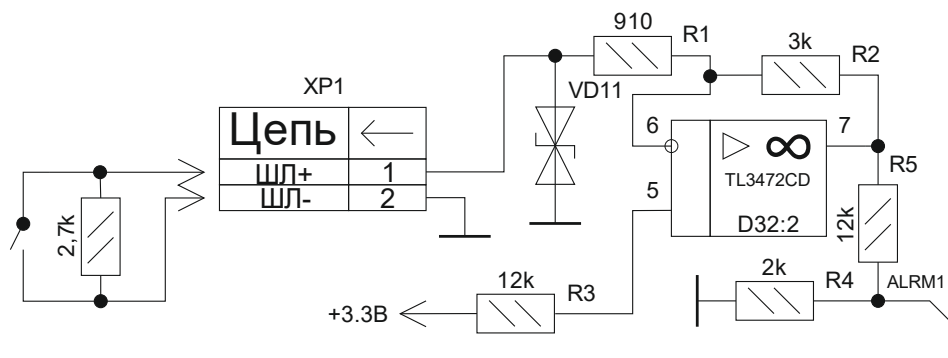 910
R1
3k
R2
XP1
VD11
Цепь
6
7
TL3472CD
ШЛ+ 1
5
R5
ШЛ- 2
2,7k
D32:2
12k
2k
12k
R3
R4
ALRM1
+3.3В